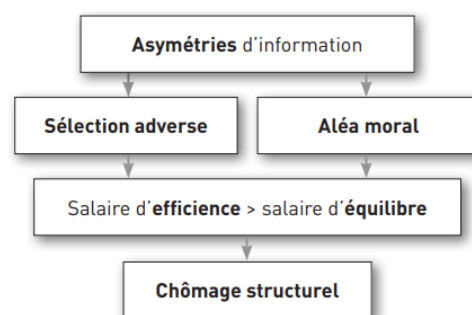 Asymétries d'information
Sélection adverse
Aléa moral
Salaire d'efficience > salaire d'équilibre
Chômage structurel